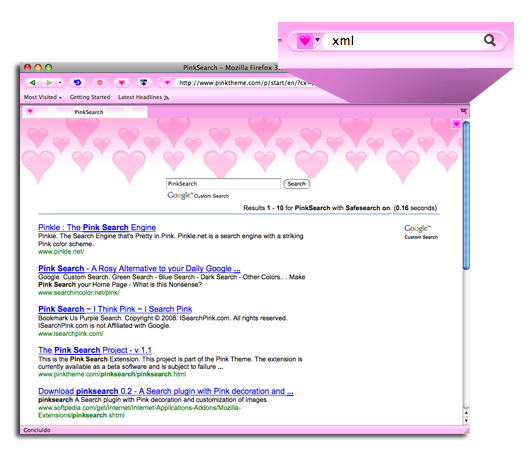 xml
PinkSearch - Mozilla Firefox 3.
http://www.pinktheme.com/p/start/en/?cx=
Most Visited Getting Started Latest Headlines
PinkSearch
PinkSearch Search
Google™ Custom Search
Results 1 - 10 for PinkSearch with Safesearch on. (0.16 seconds)
Pinkle : The Pink Search Engine
Pinkle. The Search Engine that's Pretty in Pink. Pinkle.net is a search engine with a striking
Pink color scheme.
www.pinkle.net/
Google™
Custom Search
Pink Search - A Rosy Alternative to your Daily Google ...
Google. Custom Search. Green Search - Blue Search - Dark Search - Other Colors.. . Make
Pink Search your Home Page - What is this Nonsense?
www.searchincolor.net/pink/
Pink Search ~ I Think Pink ~ I Search Pink
Bookmark Us Purple Search. Copyright © 2008. ISearchPink.com. All rights reserved.
ISearchPink.com is not Affiliated with Google.
www.isearchpink.com/
The Pink Search Project - v 1.1
This is the Pink Search Extension. This project is part of the Pink Theme. The extension is
currently available as a beta software and is subject to failure ...
www.pinktheme.com/pinksearch/pinksearch.html
Download pinksearch 0.2 - A Search plugin with Pink decoration and ...
pinksearch A Search plugin with Pink decoration and customization of images.
www.softpedia.com/get/Internet/Internet-Applications-Addons/Mozilla-
Extensions/pinksearch.shtml
Concluído